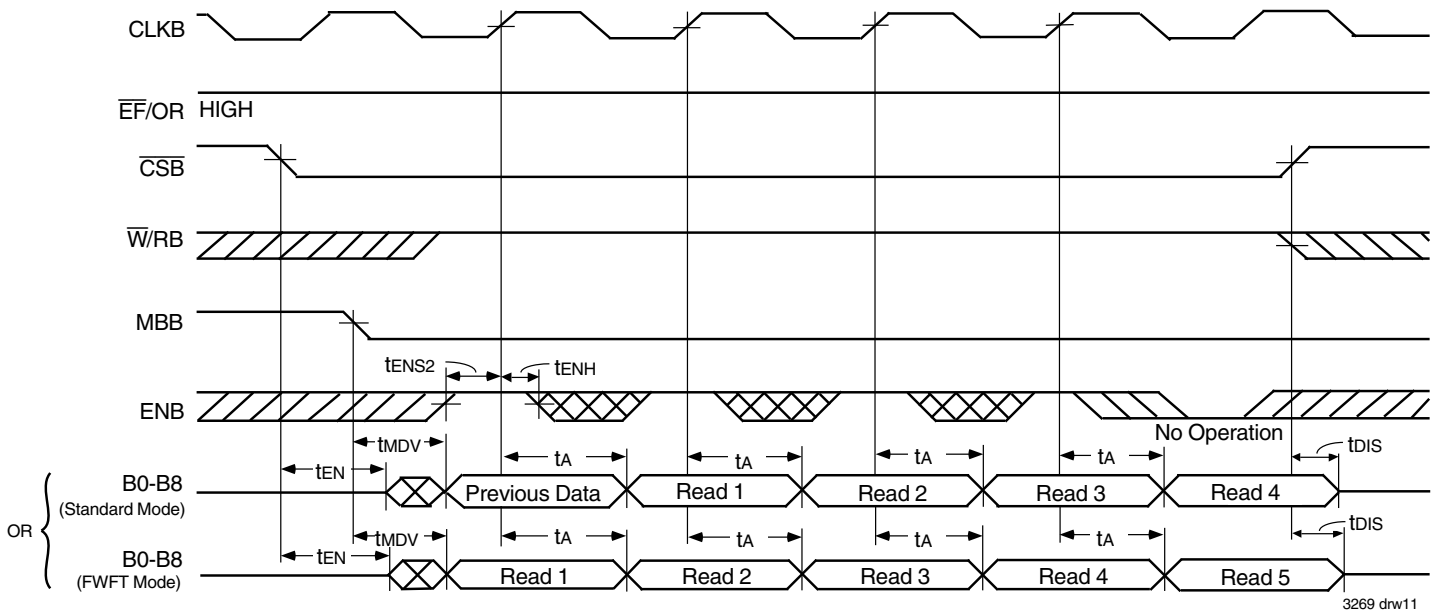 CLKB
EF/OR HIGH
CSB
W/RB
MBB
tENS2 tENH
ENB
No Operation
tMDV
tEN tA tA tA tA tDIS
B0-B8 Previous Data Read 1 Read 2 Read 3 Read 4
(Standard Mode)
OR
tMDV
tEN tA tA tA tA tDIS
B0-B8 Read 1 Read 2 Read 3 Read 4 Read 5
(FWFT Mode)
3269 drw11